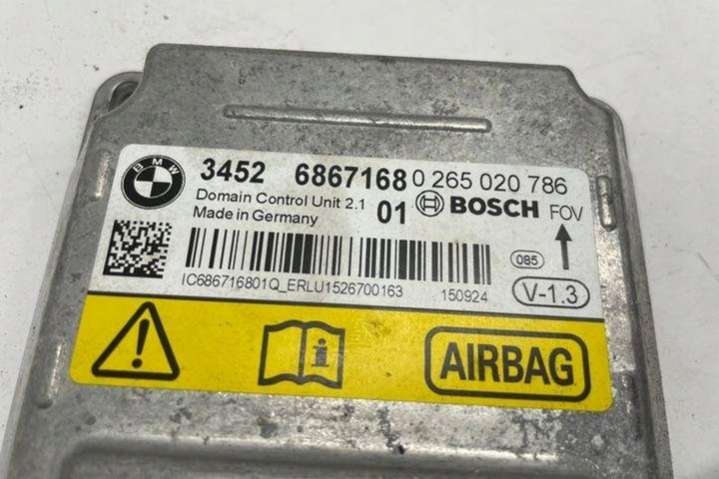 BMW
3452 6867168 0 265 020 786
Domain Control Unit 2.1 01 BOSCH FOV
Made in Germany
085
IC686716801Q_ERLU1526700163 150924
V-1.3
AIRBAG